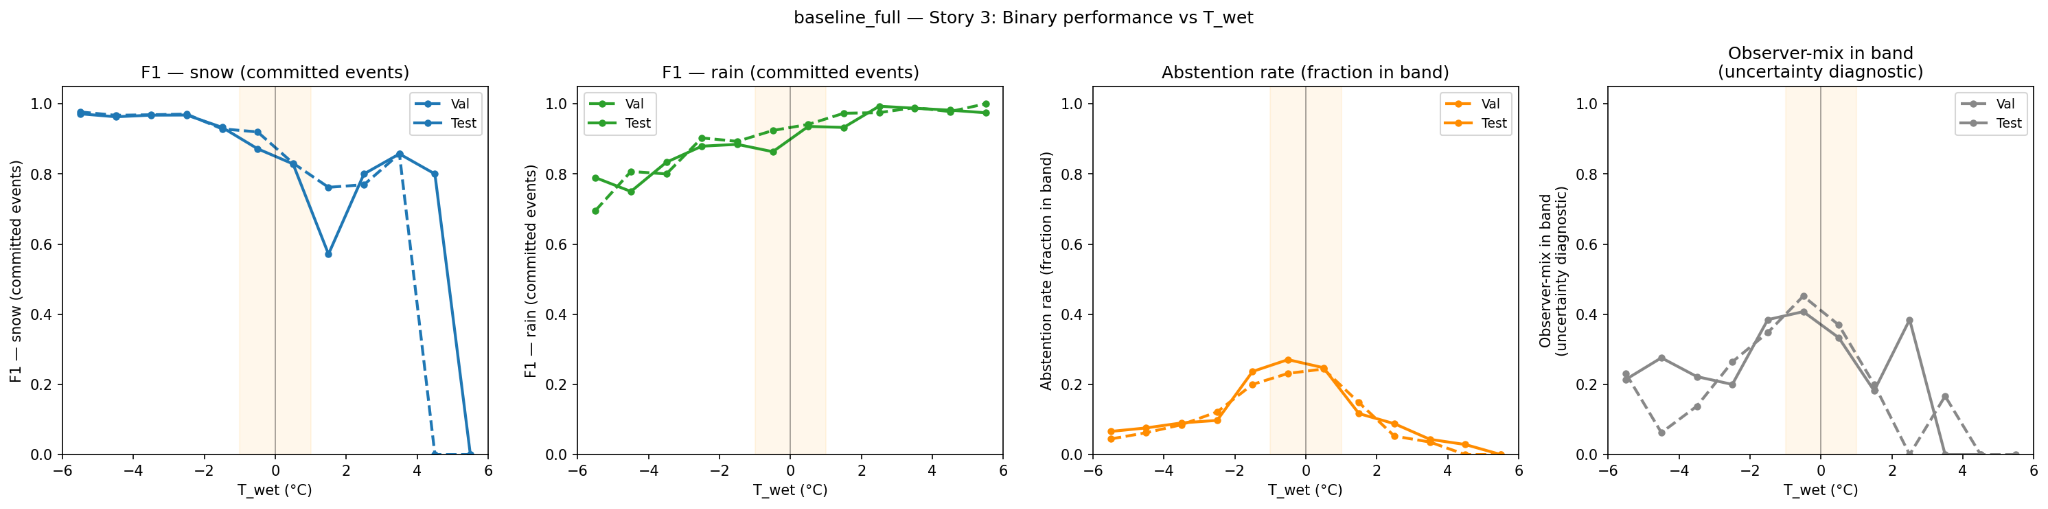 baseline_full — Story 3: Binary performance vs T_wet
F1 — snow (committed events)
F1 — snow (committed events)
1.0
0.8
0.6
0.4
0.2
0.0
−6
−4
−2
0
2
4
6
T_wet (°C)
Val
Test
F1 — rain (committed events)
F1 — rain (committed events)
1.0
0.8
0.6
0.4
0.2
0.0
−6
−4
−2
0
2
4
6
T_wet (°C)
Val
Test
Abstention rate (fraction in band)
Abstention rate (fraction in band)
1.0
0.8
0.6
0.4
0.2
0.0
−6
−4
−2
0
2
4
6
T_wet (°C)
Val
Test
Observer-mix in band
(uncertainty diagnostic)
Observer-mix in band
(uncertainty diagnostic)
1.0
0.8
0.6
0.4
0.2
0.0
−6
−4
−2
0
2
4
6
T_wet (°C)
Val
Test